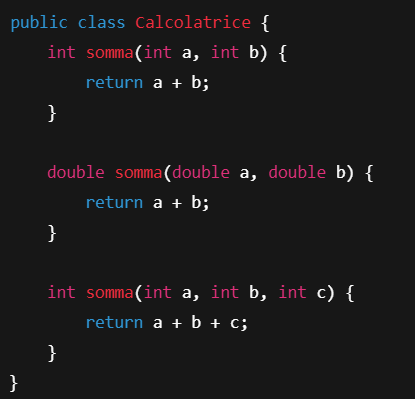 public class Calcolatrice {
    int somma(int a, int b) {
        return a + b;
    }

    double somma(double a, double b) {
        return a + b;
    }

    int somma(int a, int b, int c) {
        return a + b + c;
    }
}